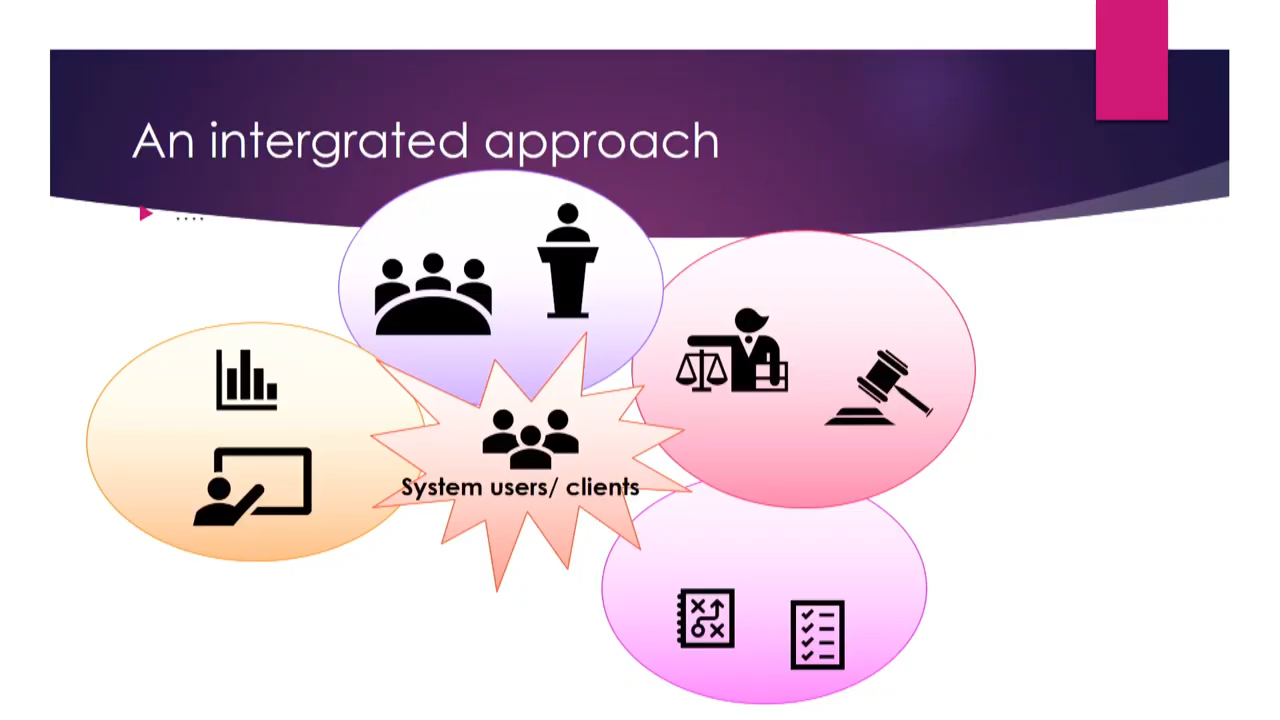 An intergrated approach
....
System users/ clients